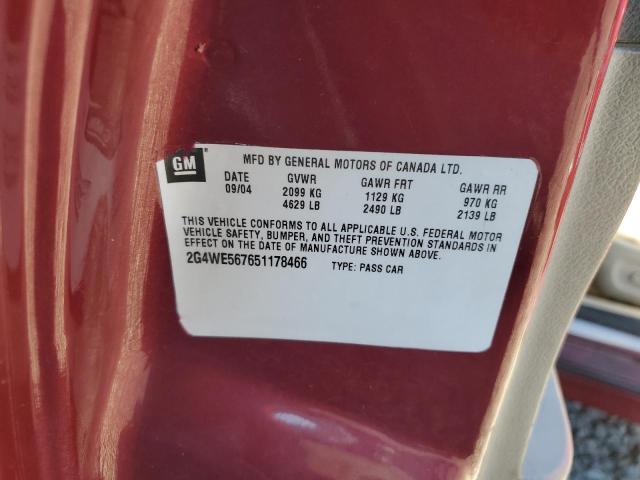 GM MFD BY GENERAL MOTORS OF CANADA LTD.
DATE GVWR GAWR FRT GAWR RR
09/04 2099 KG 1129 KG 970 KG
4629 LB 2490 LB 2139 LB
THIS VEHICLE CONFORMS TO ALL APPLICABLE U.S. FEDERAL MOTOR
VEHICLE SAFETY, BUMPER, AND THEFT PREVENTION STANDARDS IN
EFFECT ON THE DATE OF MANUFACTURE SHOWN ABOVE.
2G4WE567651178466 TYPE: PASS CAR